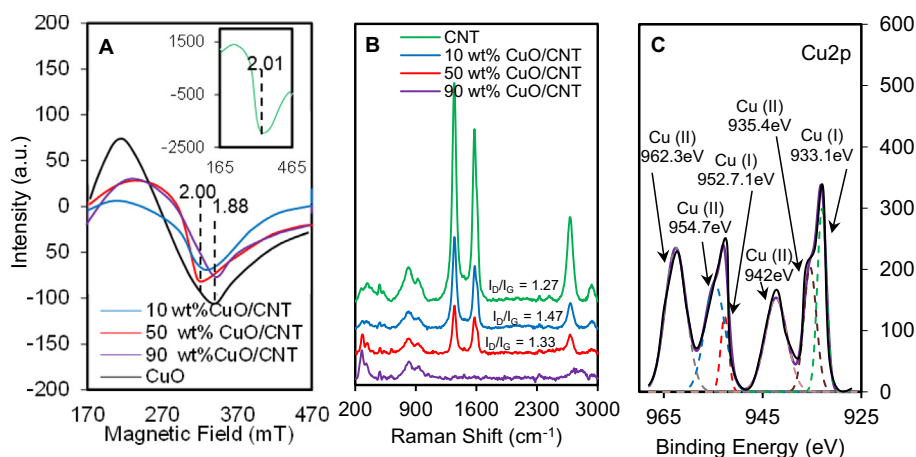 A
200
150
100
50
0
-50
-100
-150
-200
Intensity (a.u.)
1500
-500
-2500
165 465
2.01
2.00
1.88
10 wt%CuO/CNT
50 wt% CuO/CNT
90 wt%CuO/CNT
CuO
170 270 370 470
Magnetic Field (mT)
B
CNT
10 wt% CuO/CNT
50 wt% CuO/CNT
90 wt% CuO/CNT
ID/IG = 1.27
ID/IG = 1.47
ID/IG = 1.33
200 900 1600 2300 3000
Raman Shift (cm-1)
C
Cu2p
Cu (II)
962.3eV
Cu (II)
954.7eV
Cu (I)
952.7.1eV
Cu (II)
942eV
Cu (II)
935.4eV
Cu (I)
933.1eV
600
500
400
300
200
100
0
965 945 925
Binding Energy (eV)